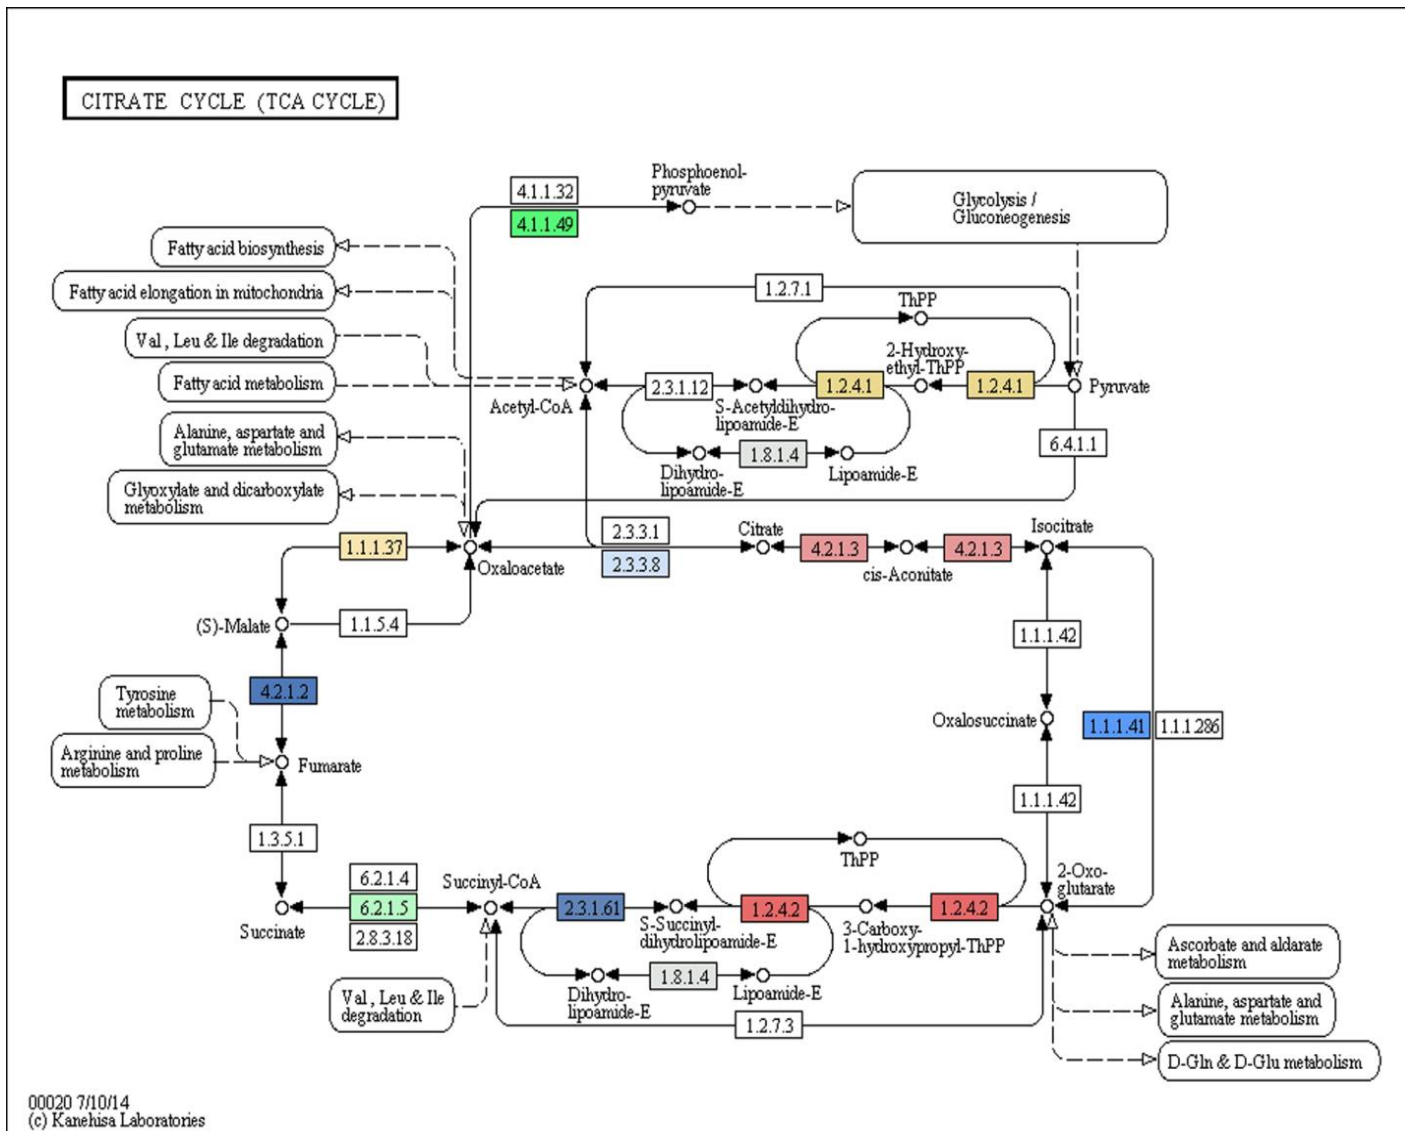 CITRATE CYCLE (TCA CYCLE)
Phosphoenol-
pyruvate
4.1.1.32
4.1.1.49
Glycolysis /
Gluconeogenesis
Fatty acid biosynthesis
Fatty acid elongation in mitochondria
Val, Leu & Ile degradation
Fatty acid metabolism
Alanine, aspartate and
glutamate metabolism
Glyoxylate and dicarboxylate
metabolism
1.2.7.1
ThPP
2-Hydroxy-
ethyl-ThPP
Acetyl-CoA
2.3.1.12
S-Acetyldihydro-
lipoamide-E
1.2.4.1
1.2.4.1
Pyruvate
6.4.1.1
Dihydro-
lipoamide-E
1.8.1.4
Lipoamide-E
1.1.1.37
Oxaloacetate
2.3.3.1
2.3.3.8
Citrate
4.2.1.3
cis-Aconitate
4.2.1.3
Isocitrate
(S)-Malate
1.1.5.4
1.1.1.42
4.2.1.2
Tyrosine
metabolism
Arginine and proline
metabolism
Fumarate
Oxalosuccinate
1.1.1.41
1.1.1.286
1.1.1.42
1.3.5.1
ThPP
6.2.1.4
6.2.1.5
2.8.3.18
Succinate
Succinyl-CoA
2.3.1.61
S-Succinyl-
dihydrolipoamide-E
1.2.4.2
3-Carboxy-
1-hydroxypropyl-ThPP
1.2.4.2
2-Oxo-
glutarate
Val, Leu & Ile
degradation
Dihydro-
lipoamide-E
1.8.1.4
Lipoamide-E
1.2.7.3
Ascorbate and aldarate
metabolism
Alanine, aspartate and
glutamate metabolism
D-Gln & D-Glu metabolism
00020 7/10/14
(c) Kanehisa Laboratories